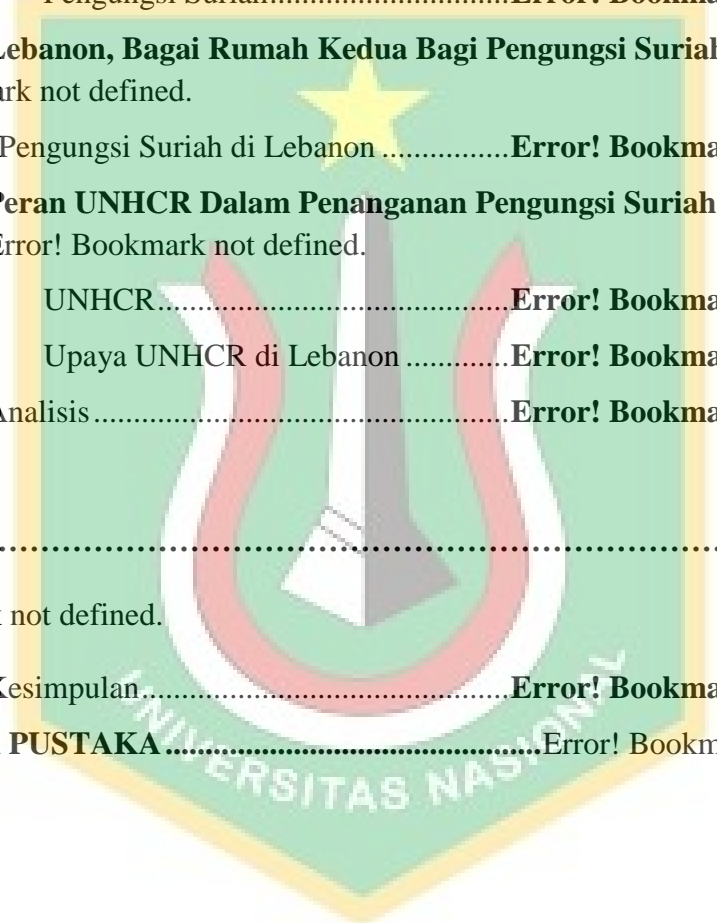 Pengungsi Suriah....................................Error! Bookma
Lebanon, Bagai Rumah Kedua Bagi Pengungsi Suriah
ark not defined.
Pengungsi Suriah di Lebanon ...............Error! Bookma
Peran UNHCR Dalam Penanganan Pengungsi Suriah
Error! Bookmark not defined.
UNHCR..........................................Error! Bookma
Upaya UNHCR di Lebanon ............Error! Bookma
Analisis..................................................Error! Bookma
...............................................................................
k not defined.
Kesimpulan............................................Error! Bookma
PUSTAKA.............................................Error! Bookm
UNIVERSITAS NASIONAL